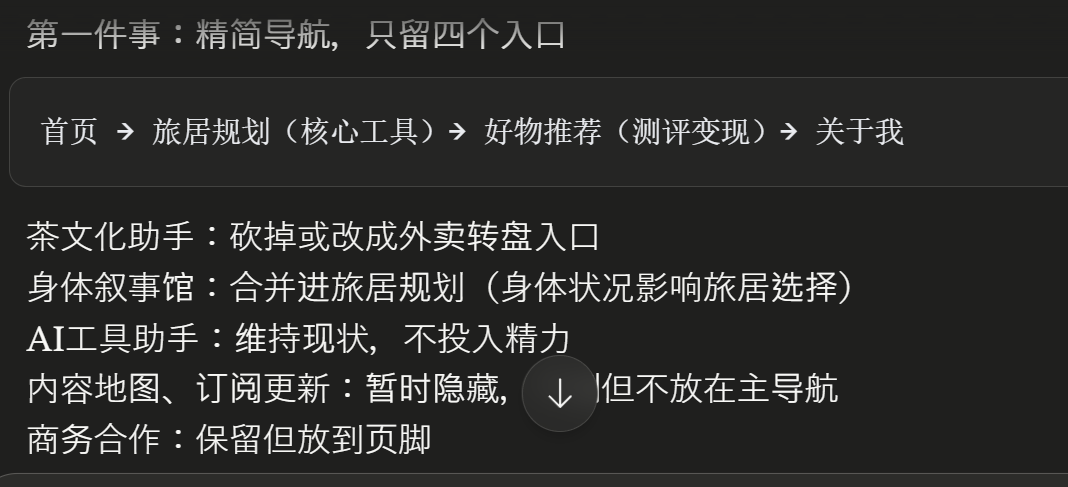 第一件事：精简导航，只留四个入口
首页 → 旅居规划（核心工具）→ 好物推荐（测评变现）→ 关于我
茶文化助手：砍掉或改成外卖转盘入口
身体叙事馆：合并进旅居规划（身体状况影响旅居选择）
AI工具助手：维持现状，不投入精力
内容地图、订阅更新：暂时隐藏，但不放在主导航
商务合作：保留但放到页脚